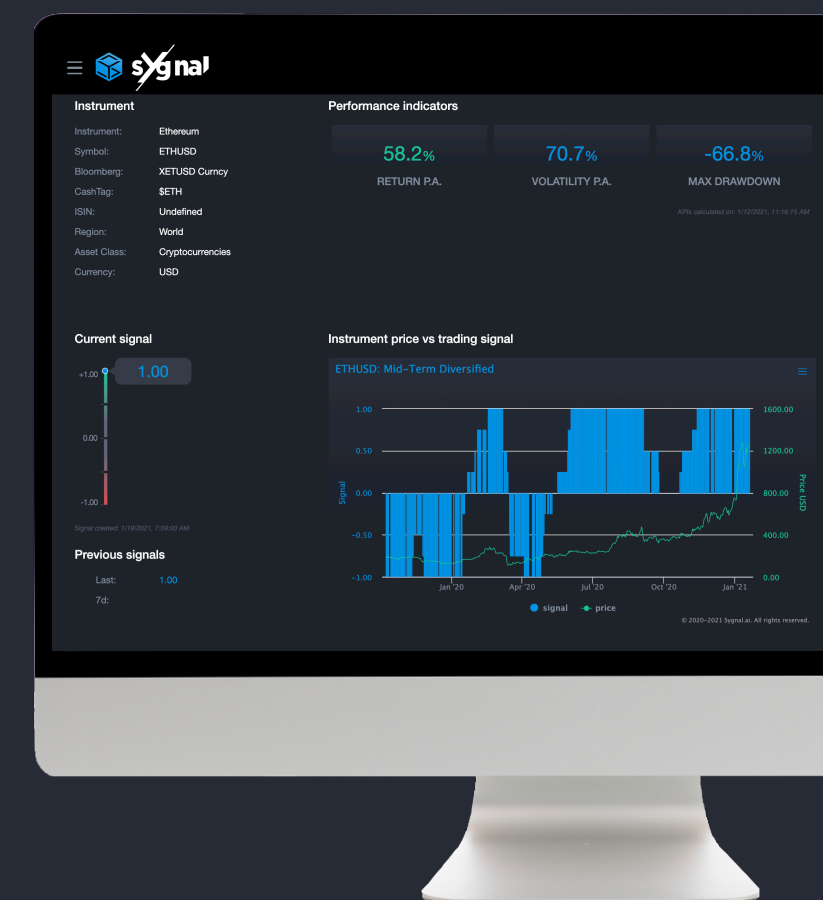 sygnal
Instrument
Instrument: Ethereum
Symbol: ETHUSD
Bloomberg: XETUSD Curncy
CashTag: $ETH
ISIN: Undefined
Region: World
Asset Class: Cryptocurrencies
Currency: USD
Performance indicators
58.2%
RETURN P.A.
70.7%
VOLATILITY P.A.
-66.8%
MAX DRAWDOWN
KPIs calculated on: 1/12/2021, 11:16:15 AM
Current signal
+1.00
1.00
0.00
-1.00
Signal created: 1/19/2021, 7:09:00 AM
Previous signals
Last: 1.00
7d:
Instrument price vs trading signal
ETHUSD: Mid-Term Diversified
1.00
0.50
0.00
-0.50
-1.00
Signal
1600.00
1200.00
800.00
400.00
0.00
Price USD
Jan '20 Apr '20 Jul '20 Oct '20 Jan '21
signal price
© 2020-2021 Sygnal.ai. All rights reserved.